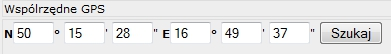 Współrzędne GPS
N 50 ° 15 ' 28 " E 16 ° 49 ' 37 " Szukaj